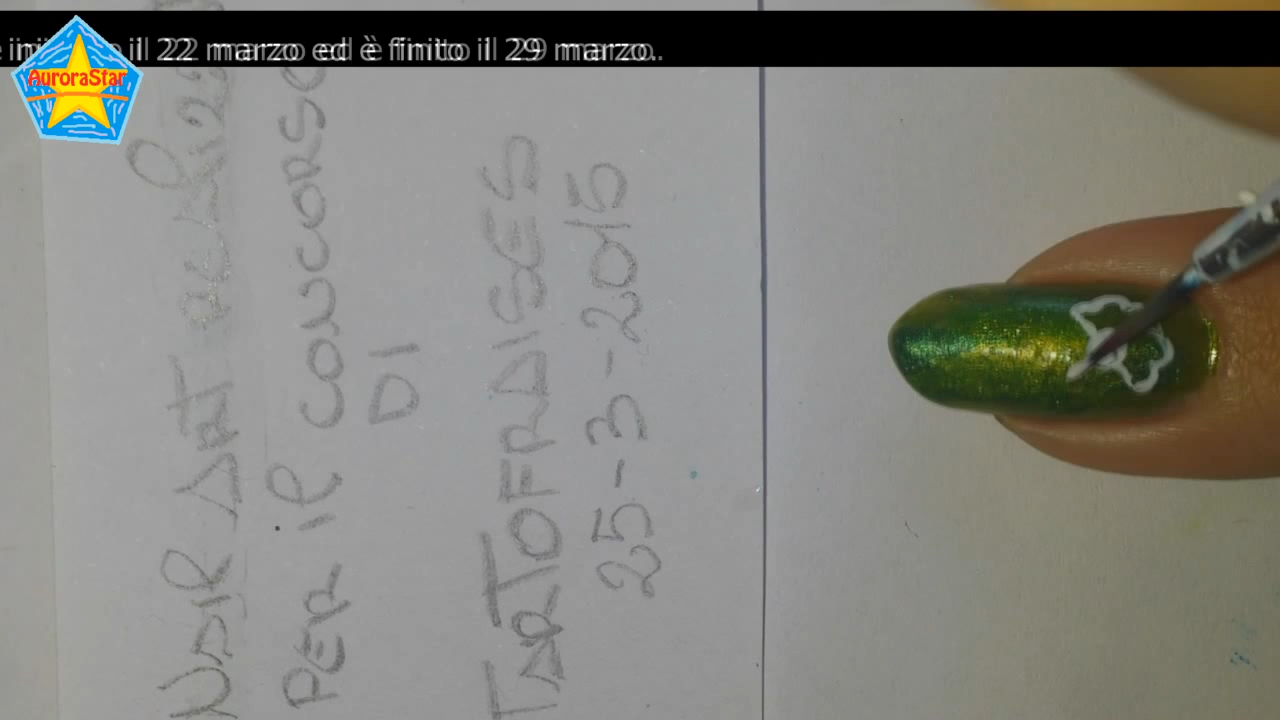 il 22 marzo ed è finito il 29 marzo.
AuroraStar
NAIL ART
PER il CONCORSO
DI
TARTOFRAISES
25-3-2015